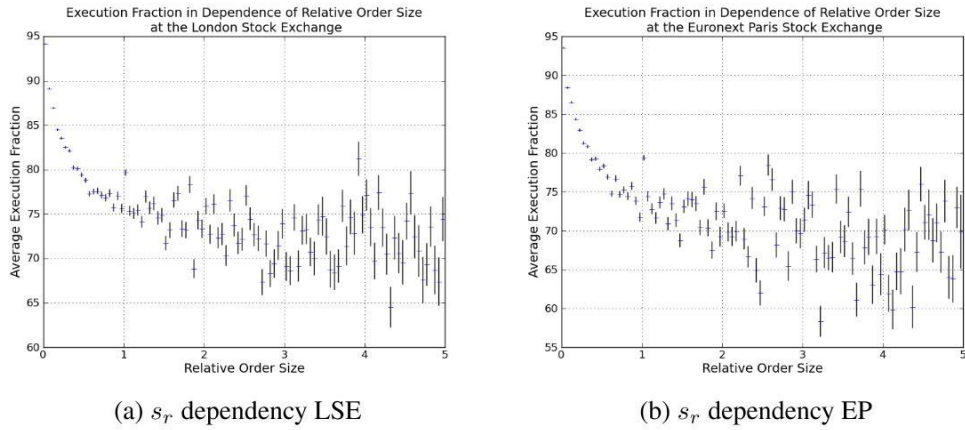 Execution Fraction in Dependence of Relative Order Size
at the London Stock Exchange
95
90
85
80
75
70
65
60
Average Execution Fraction
0 1 2 3 4 5
Relative Order Size
(a) s_r dependency LSE
Execution Fraction in Dependence of Relative Order Size
at the Euronext Paris Stock Exchange
95
90
85
80
75
70
65
60
55
Average Execution Fraction
0 1 2 3 4 5
Relative Order Size
(b) s_r dependency EP